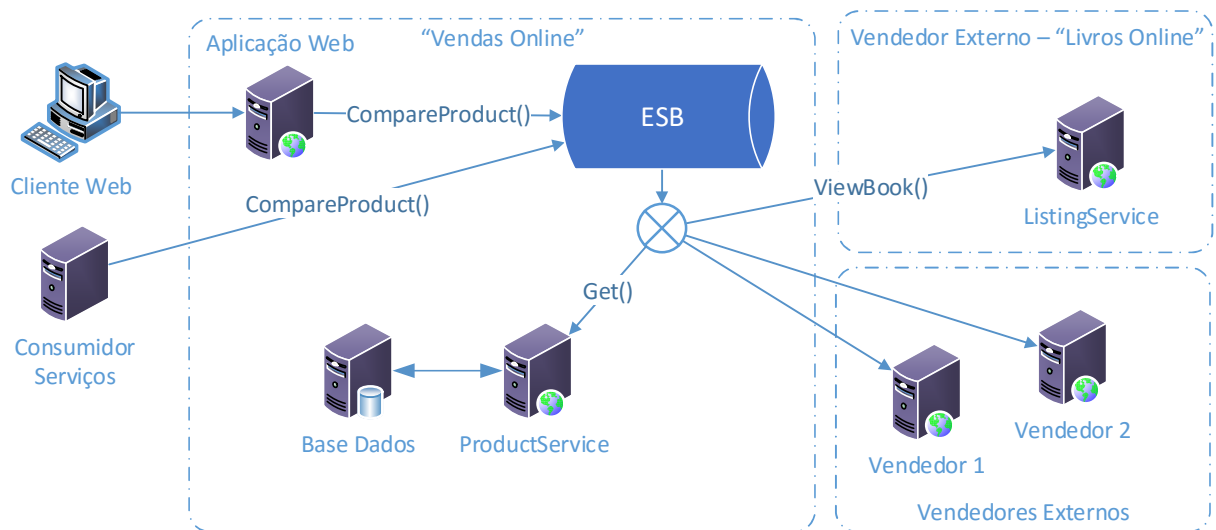 Aplicação Web
“Vendas Online”
Vendedor Externo – “Livros Online”
CompareProduct()
ESB
Cliente Web
CompareProduct()
ViewBook()
ListingService
Get()
Consumidor
Serviços
Base Dados
ProductService
Vendedor 1
Vendedor 2
Vendedores Externos